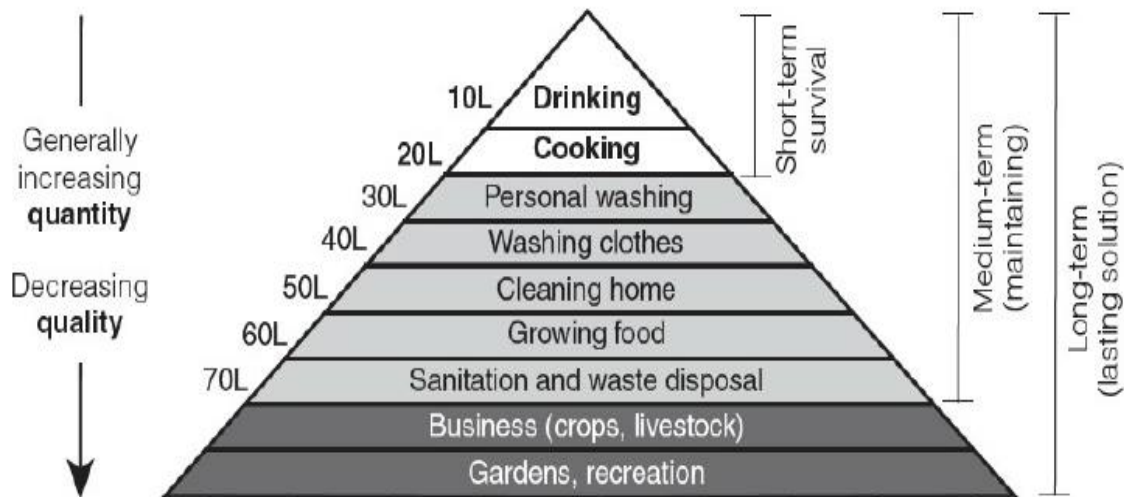 Generally
increasing
quantity
Decreasing
quality
10L
Drinking
20L
Cooking
30L
Personal washing
40L
Washing clothes
50L
Cleaning home
60L
Growing food
70L
Sanitation and waste disposal
Business (crops, livestock)
Gardens, recreation
Short-term
survival
Medium-term
(maintaining)
Long-term
(lasting solution)